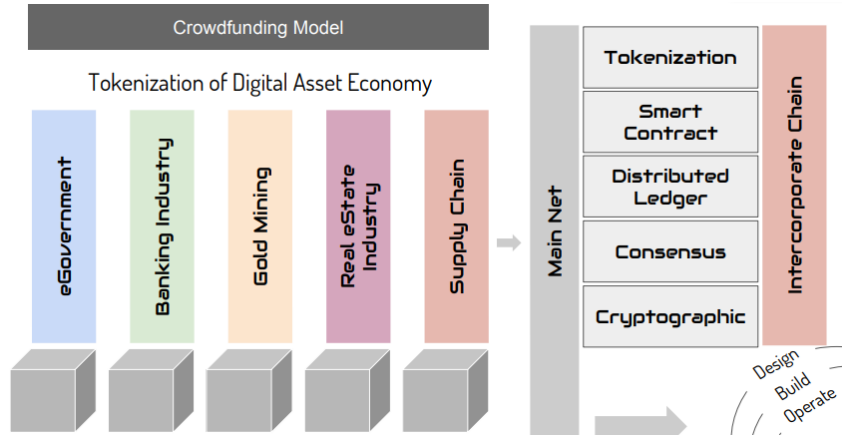 Crowdfunding Model
Tokenization of Digital Asset Economy
eGovernment
Banking Industry
Gold Mining
Real eState
Industry
Supply Chain
Main Net
Tokenization
Smart
Contract
Distributed
Ledger
Consensus
Cryptographic
Intercorporate Chain
Design
Build
Operate